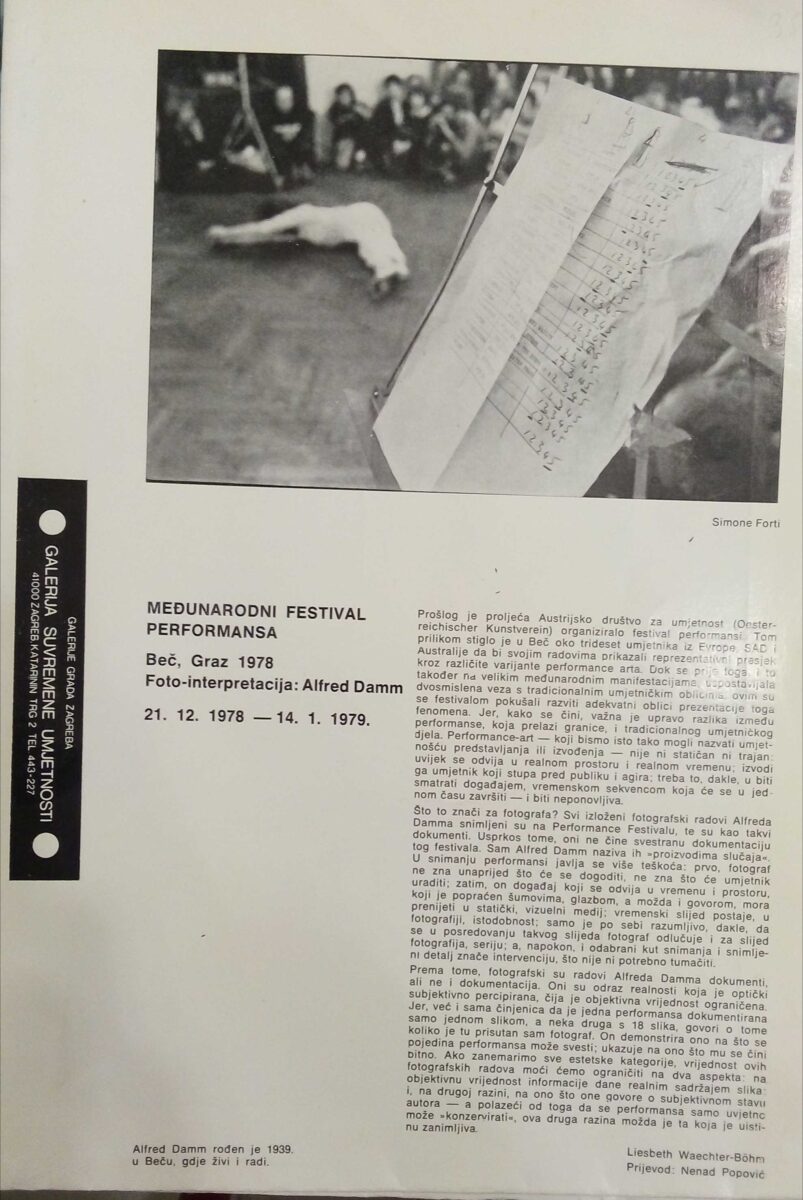 Simone Forti
GALERIJE GRADA ZAGREBA
GALERIJA SUVREMENE UMJETNOSTI
41000 ZAGREB, KATARININ TRG 2 TEL 443-227
MEĐUNARODNI FESTIVAL
PERFORMANSA
Beč, Graz 1978
Foto-interpretacija: Alfred Damm
21. 12. 1978 — 14. 1. 1979.
Prošlog je proljeća Austrijsko društvo za umjetnost (Oester-
reichischer Kunstverein) organiziralo festival performansi. Tom
prilikom stiglo je u Beč oko trideset umjetnika iz Evrope, SAD i
Australije da bi svojim radovima prikazali reprezentativni presjek
kroz različite varijante performance arta. Dok se prije toga, i to
također na velikim međunarodnim manifestacijama, uspostavljala
dvosmislena veza s tradicionalnim umjetničkim oblicima, ovim su
se festivalom pokušali razviti adekvatni oblici prezentacije toga
fenomena. Jer, kako se čini, važna je upravo razlika između
performanse, koja prelazi granice, i tradicionalnog umjetničkog
djela. Performance-art — koji bismo isto tako mogli nazvati umjet-
nošću predstavljanja ili izvođenja — nije ni statičan ni trajan:
uvijek se odvija u realnom prostoru i realnom vremenu; izvodi
ga umjetnik koji stupa pred publiku i agira; treba to, dakle, u biti
smatrati događajem, vremenskom sekvencom koja će se u jed-
nom času završiti — i biti neponovljiva.
Što to znači za fotografa? Svi izloženi fotografski radovi Alfreda
Damma snimljeni su na Performance Festivalu, te su kao takvi
dokumenti. Usprkos tome, oni ne čine svestranu dokumentaciju
tog festivala. Sam Alfred Damm naziva ih »proizvodima slučaja«.
U snimanju performansi javlja se više teškoća: prvo, fotograf
ne zna unaprijed što će se dogoditi, ne zna što će umjetnik
uraditi; zatim, on događaj koji se odvija u vremenu i prostoru,
koji je popraćen šumovima, glazbom, a možda i govorom, mora
prenijeti u statički, vizuelni medij; vremenski slijed postaje, u
fotografiji, istodobnost; samo je po sebi razumljivo, dakle, da
se u posredovanju takvog slijeda fotograf odlučuje i za slijed
fotografija, seriju; a, napokon, i odabrani kut snimanja i snimlje-
ni detalj znače intervenciju, što nije ni potrebno tumačiti.
Prema tome, fotografski su radovi Alfreda Damma dokumenti,
ali ne i dokumentacija. Oni su odraz realnosti koja je optički
subjektivno percipirana, čija je objektivna vrijednost ograničena.
Jer, već i sama činjenica da je jedna performansa dokumentirana
samo jednom slikom, a neka druga s 18 slika, govori o tome
koliko je tu prisutan sam fotograf. On demonstrira ono na što se
pojedina performansa može svesti; ukazuje na ono što mu se čini
bitno. Ako zanemarimo sve estetske kategorije, vrijednost ovih
fotografskih radova moći ćemo ograničiti na dva aspekta: na
objektivnu vrijednost informacije dane realnim sadržajem slika
i, na drugoj razini, na ono što one govore o subjektivnom stavu
autora — a polazeći od toga da se performansa samo uvjetno
može »konzervirati«, ova druga razina možda je ta koja je uisti-
nu zanimljiva.
Liesbeth Waechter-Böhm
Prijevod: Nenad Popović
Alfred Damm rođen je 1939.
u Beču, gdje živi i radi.